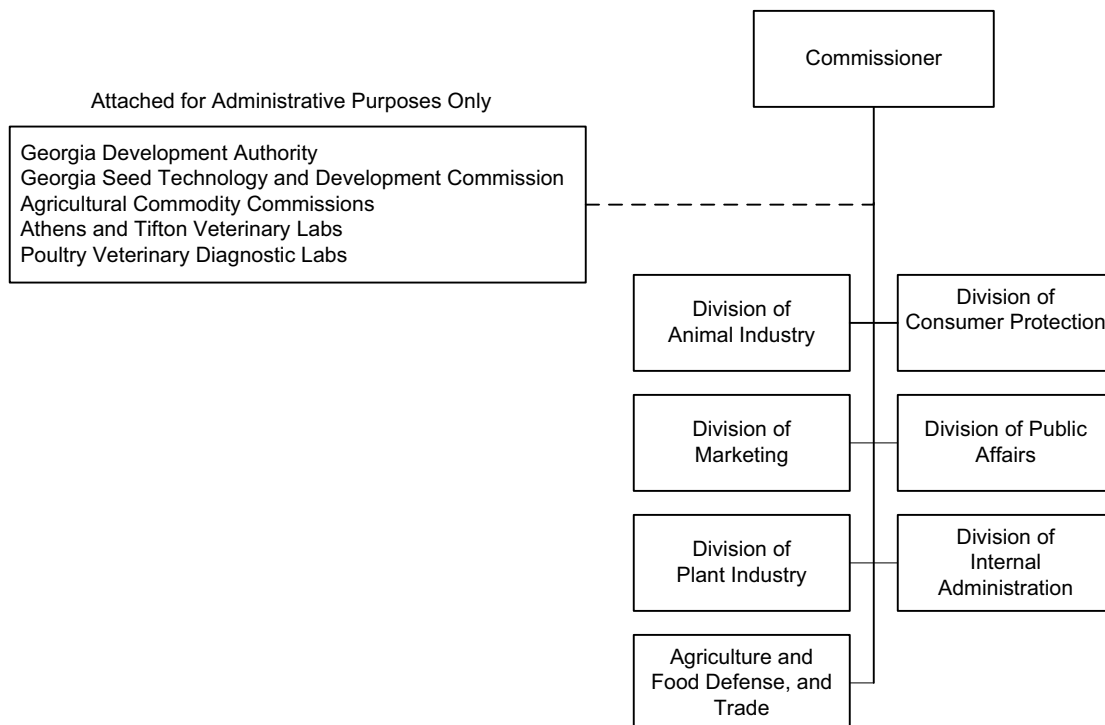 Commissioner
Attached for Administrative Purposes Only
Georgia Development Authority
Georgia Seed Technology and Development Commission
Agricultural Commodity Commissions
Athens and Tifton Veterinary Labs
Poultry Veterinary Diagnostic Labs
Division of
Animal Industry
Division of
Consumer Protection
Division of
Marketing
Division of Public
Affairs
Division of
Plant Industry
Division of
Internal
Administration
Agriculture and
Food Defense, and
Trade